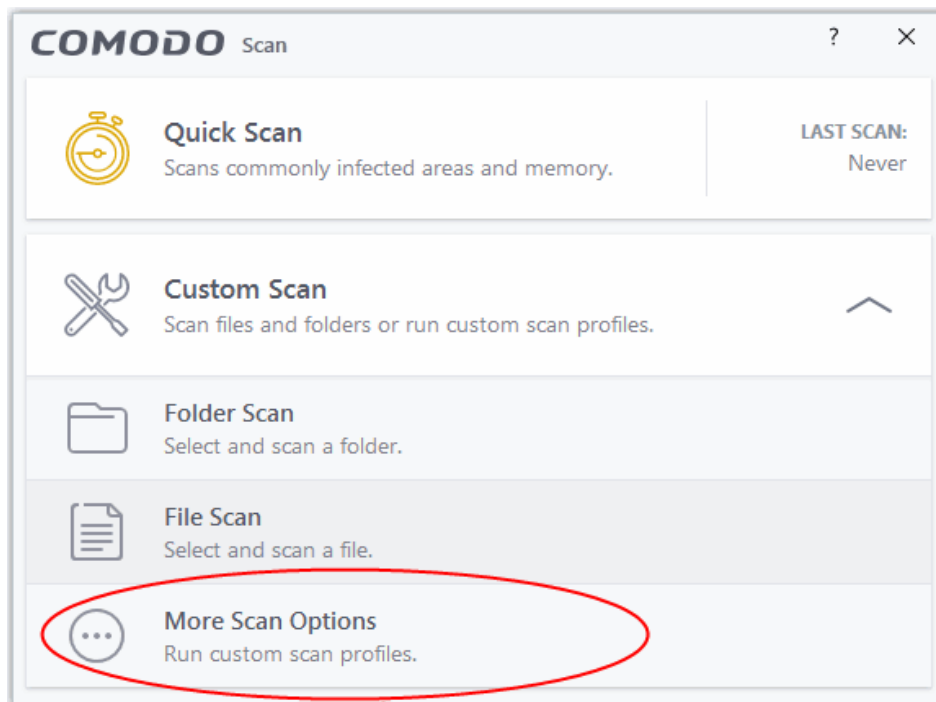 COMODO Scan ?
Quick Scan
Scans commonly infected areas and memory.
LAST SCAN:
Never
Custom Scan
Scan files and folders or run custom scan profiles.
Folder Scan
Select and scan a folder.
File Scan
Select and scan a file.
More Scan Options
Run custom scan profiles.